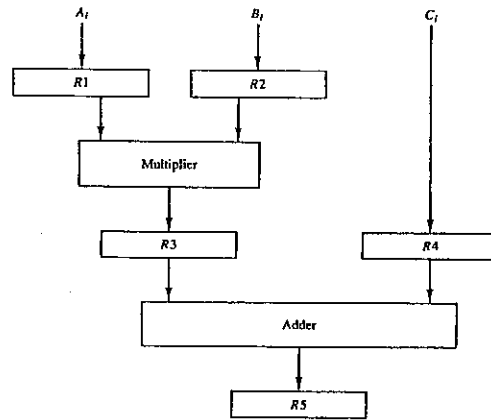 A_i B_i C_i
R1 R2
Multiplier
R3 R4
Adder
R5